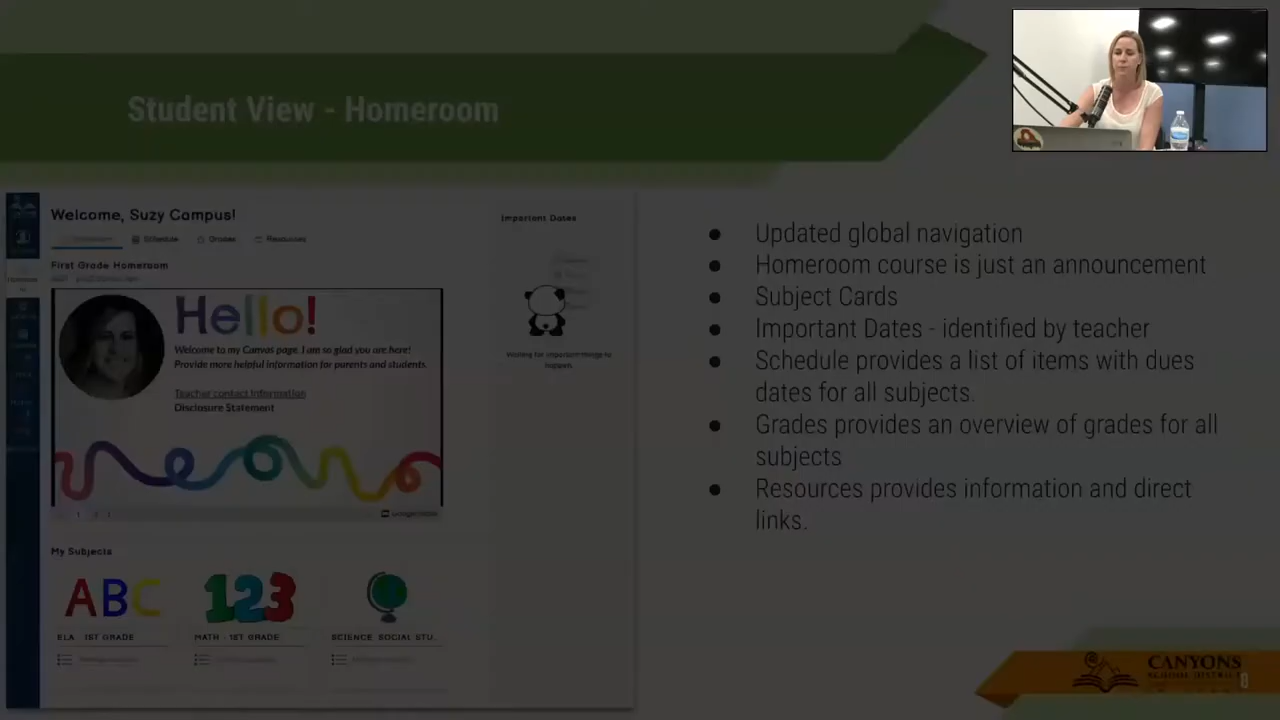 Student View - Homeroom
Welcome, Suzy Campus!
Schedule
Grades
Resources
Important Dates
First Grade Homeroom
Hello!
Welcome to my Canvas page. I am so glad you are here!
Provide more helpful information for parents and students.
Teacher contact information
Disclosure Statement
Waiting for important things to
happen.
My Subjects
ABC
123
ELA - 1ST GRADE
MATH - 1ST GRADE
SCIENCE SOCIAL STU..
Updated global navigation
Homeroom course is just an announcement
Subject Cards
Important Dates - identified by teacher
Schedule provides a list of items with dues
dates for all subjects.
Grades provides an overview of grades for all
subjects
Resources provides information and direct
links.
CANYONS
SCHOOL DISTRICT